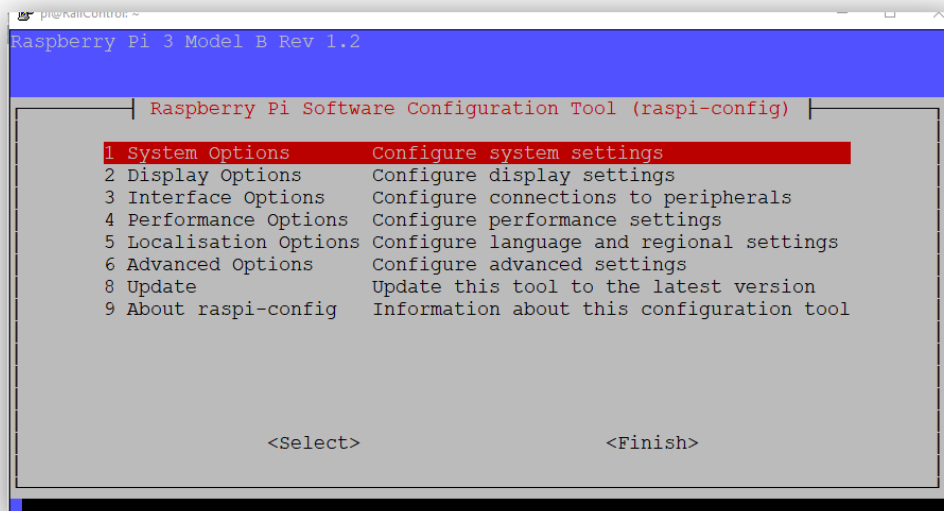 pi@RailControl: ~
Raspberry Pi 3 Model B Rev 1.2
Raspberry Pi Software Configuration Tool (raspi-config)
1 System Options Configure system settings
2 Display Options Configure display settings
3 Interface Options Configure connections to peripherals
4 Performance Options Configure performance settings
5 Localisation Options Configure language and regional settings
6 Advanced Options Configure advanced settings
8 Update Update this tool to the latest version
9 About raspi-config Information about this configuration tool
<Select> <Finish>